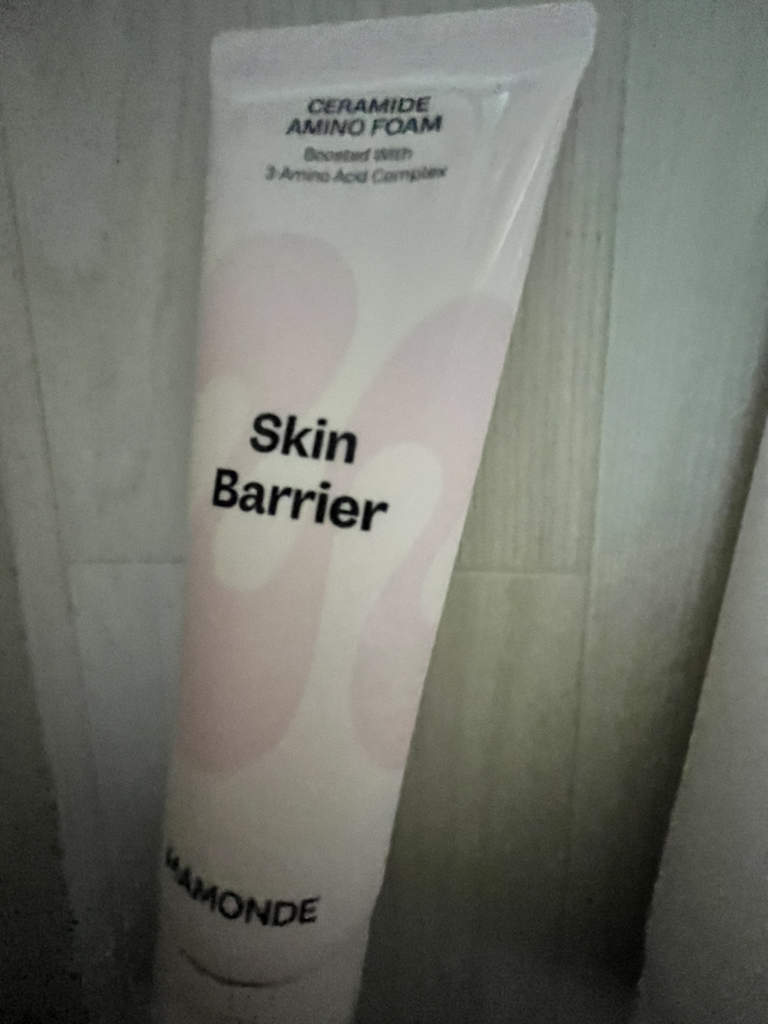 CERAMIDE
AMINO FOAM
Boosted With
3-Amino Acid Complex
Skin
Barrier
MAMONDE